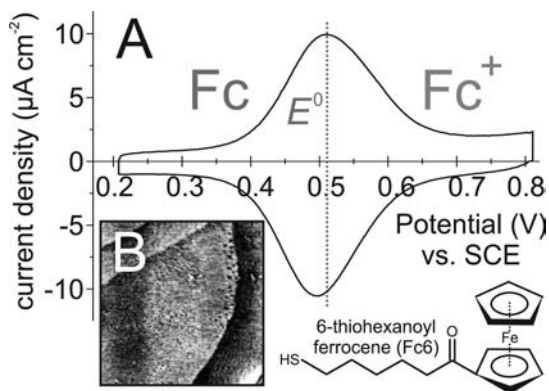 A
Fc
Fc+
E0
current density (μA cm-2)
10
5
0
-5
-10
0.2
0.3
0.4
0.5
0.6
0.7
0.8
Potential (V)
vs. SCE
B
6-thiohexanoyl
ferrocene (Fc6)
HS
O
Fe